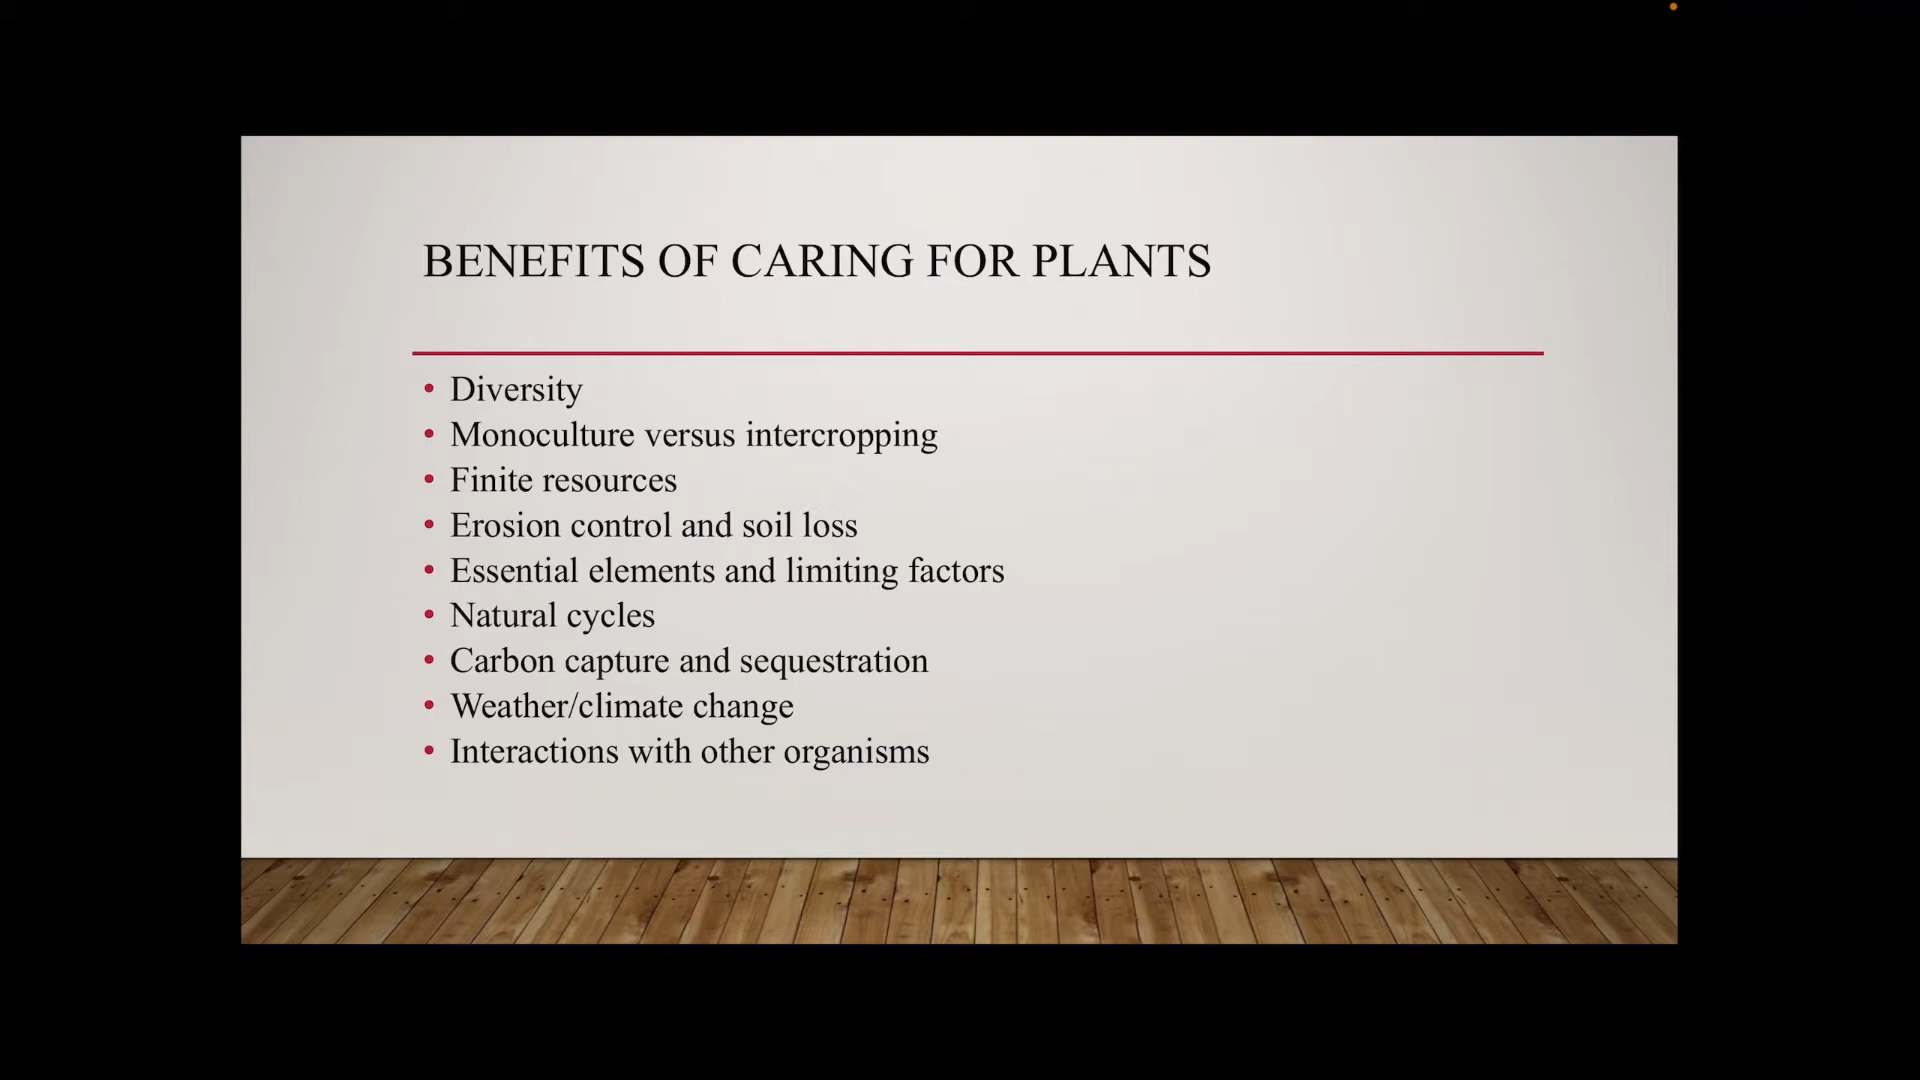 BENEFITS OF CARING FOR PLANTS
• Diversity
• Monoculture versus intercropping
• Finite resources
• Erosion control and soil loss
• Essential elements and limiting factors
• Natural cycles
• Carbon capture and sequestration
• Weather/climate change
• Interactions with other organisms